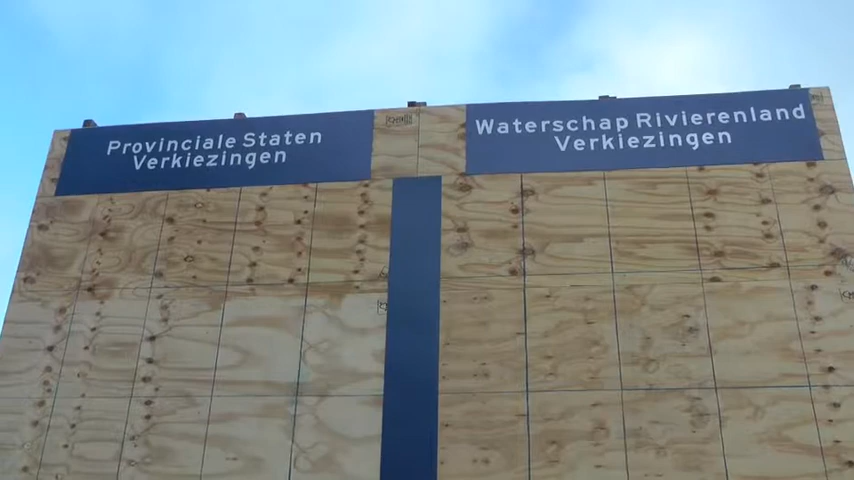 Provinciale Staten
Verkiezingen
Waterschap Rivierenland
Verkiezingen